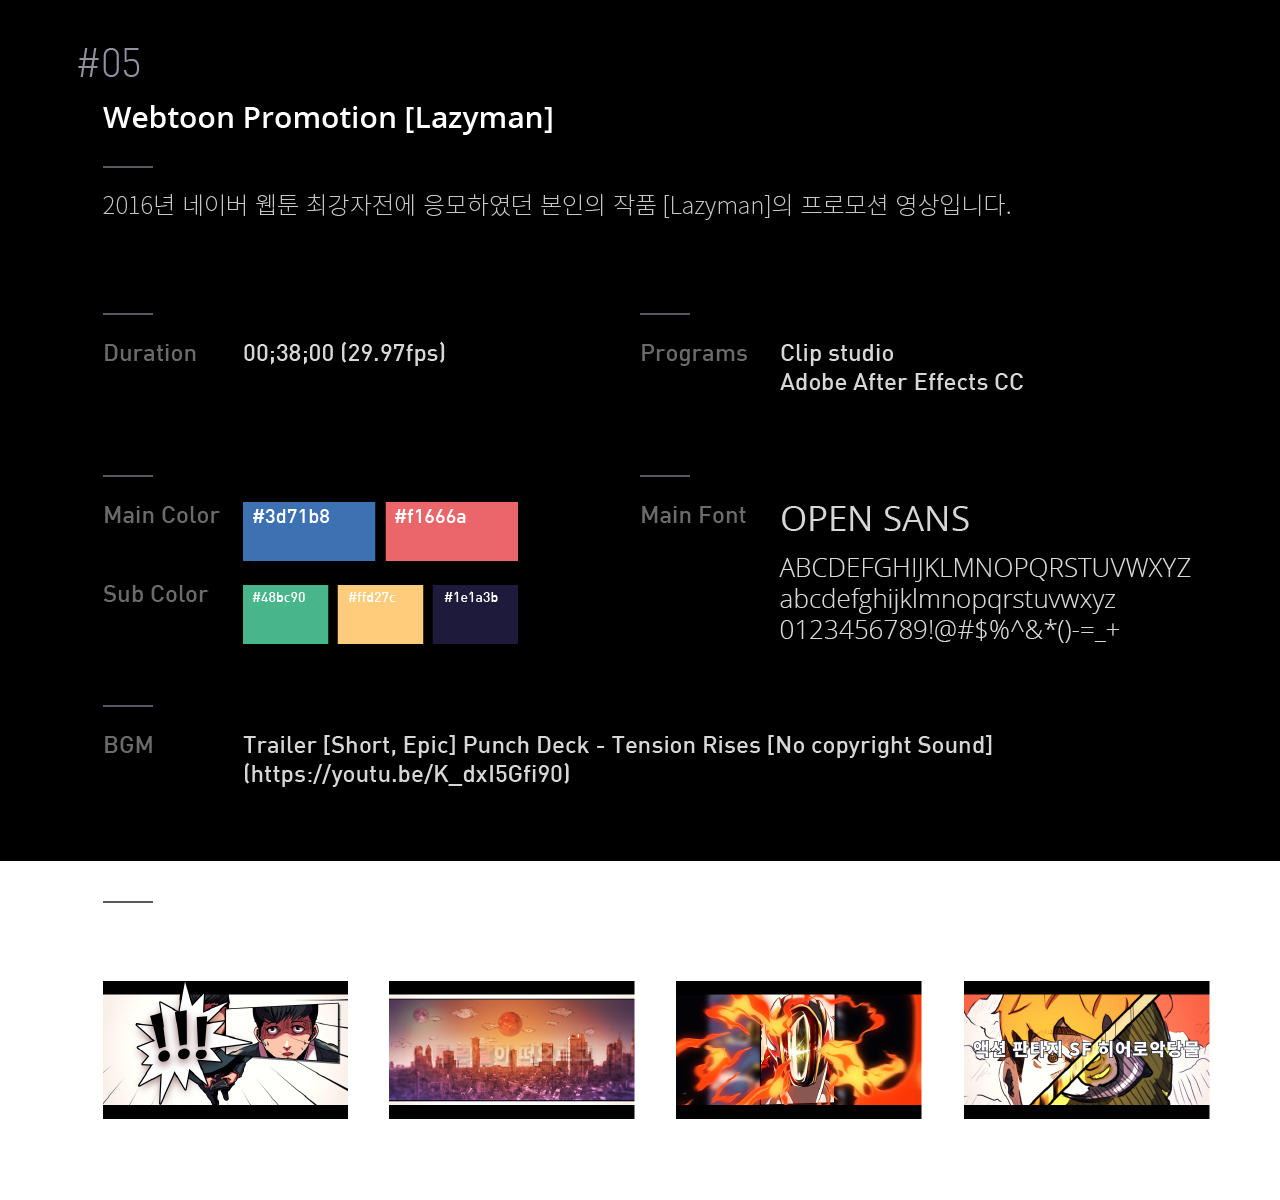 #05
Webtoon Promotion [Lazyman]
2016년 네이버 웹툰 최강자전에 응모하였던 본인의 작품 [Lazyman]의 프로모션 영상입니다.
Duration 00;38;00 (29.97fps)
Programs Clip studio
Adobe After Effects CC
Main Color #3d71b8 #f1666a
Sub Color #48bc90 #ffd27c #1e1a3b
Main Font OPEN SANS
ABCDEFGHIJKLMNOPQRSTUVWXYZ
abcdefghijklmnopqrstuvwxyz
0123456789!@#$%^&*()-=_+
BGM Trailer [Short, Epic] Punch Deck - Tension Rises [No copyright Sound]
(https://youtu.be/K_dxI5Gfi90)
!!!
액션 판타지 SF 히어로악당물